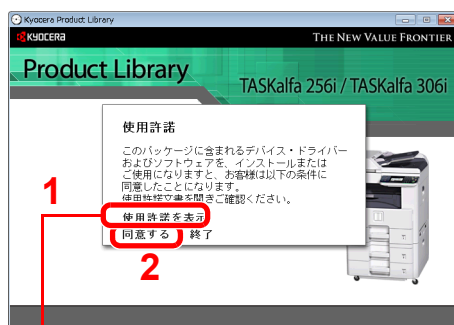 Kyocera Product Library
KYOCERA
THE NEW VALUE FRONTIER
Product Library
TASKalfa 256i / TASKalfa 306i
使用許諾
このパッケージに含まれるデバイス・ドライバー
およびソフトウェアを、インストールまたは
ご使用になりますと、お客様は以下の条件に
同意したことになります。
使用許諾文書を開きご確認ください。
1
使用許諾を表示
同意する 終了
2